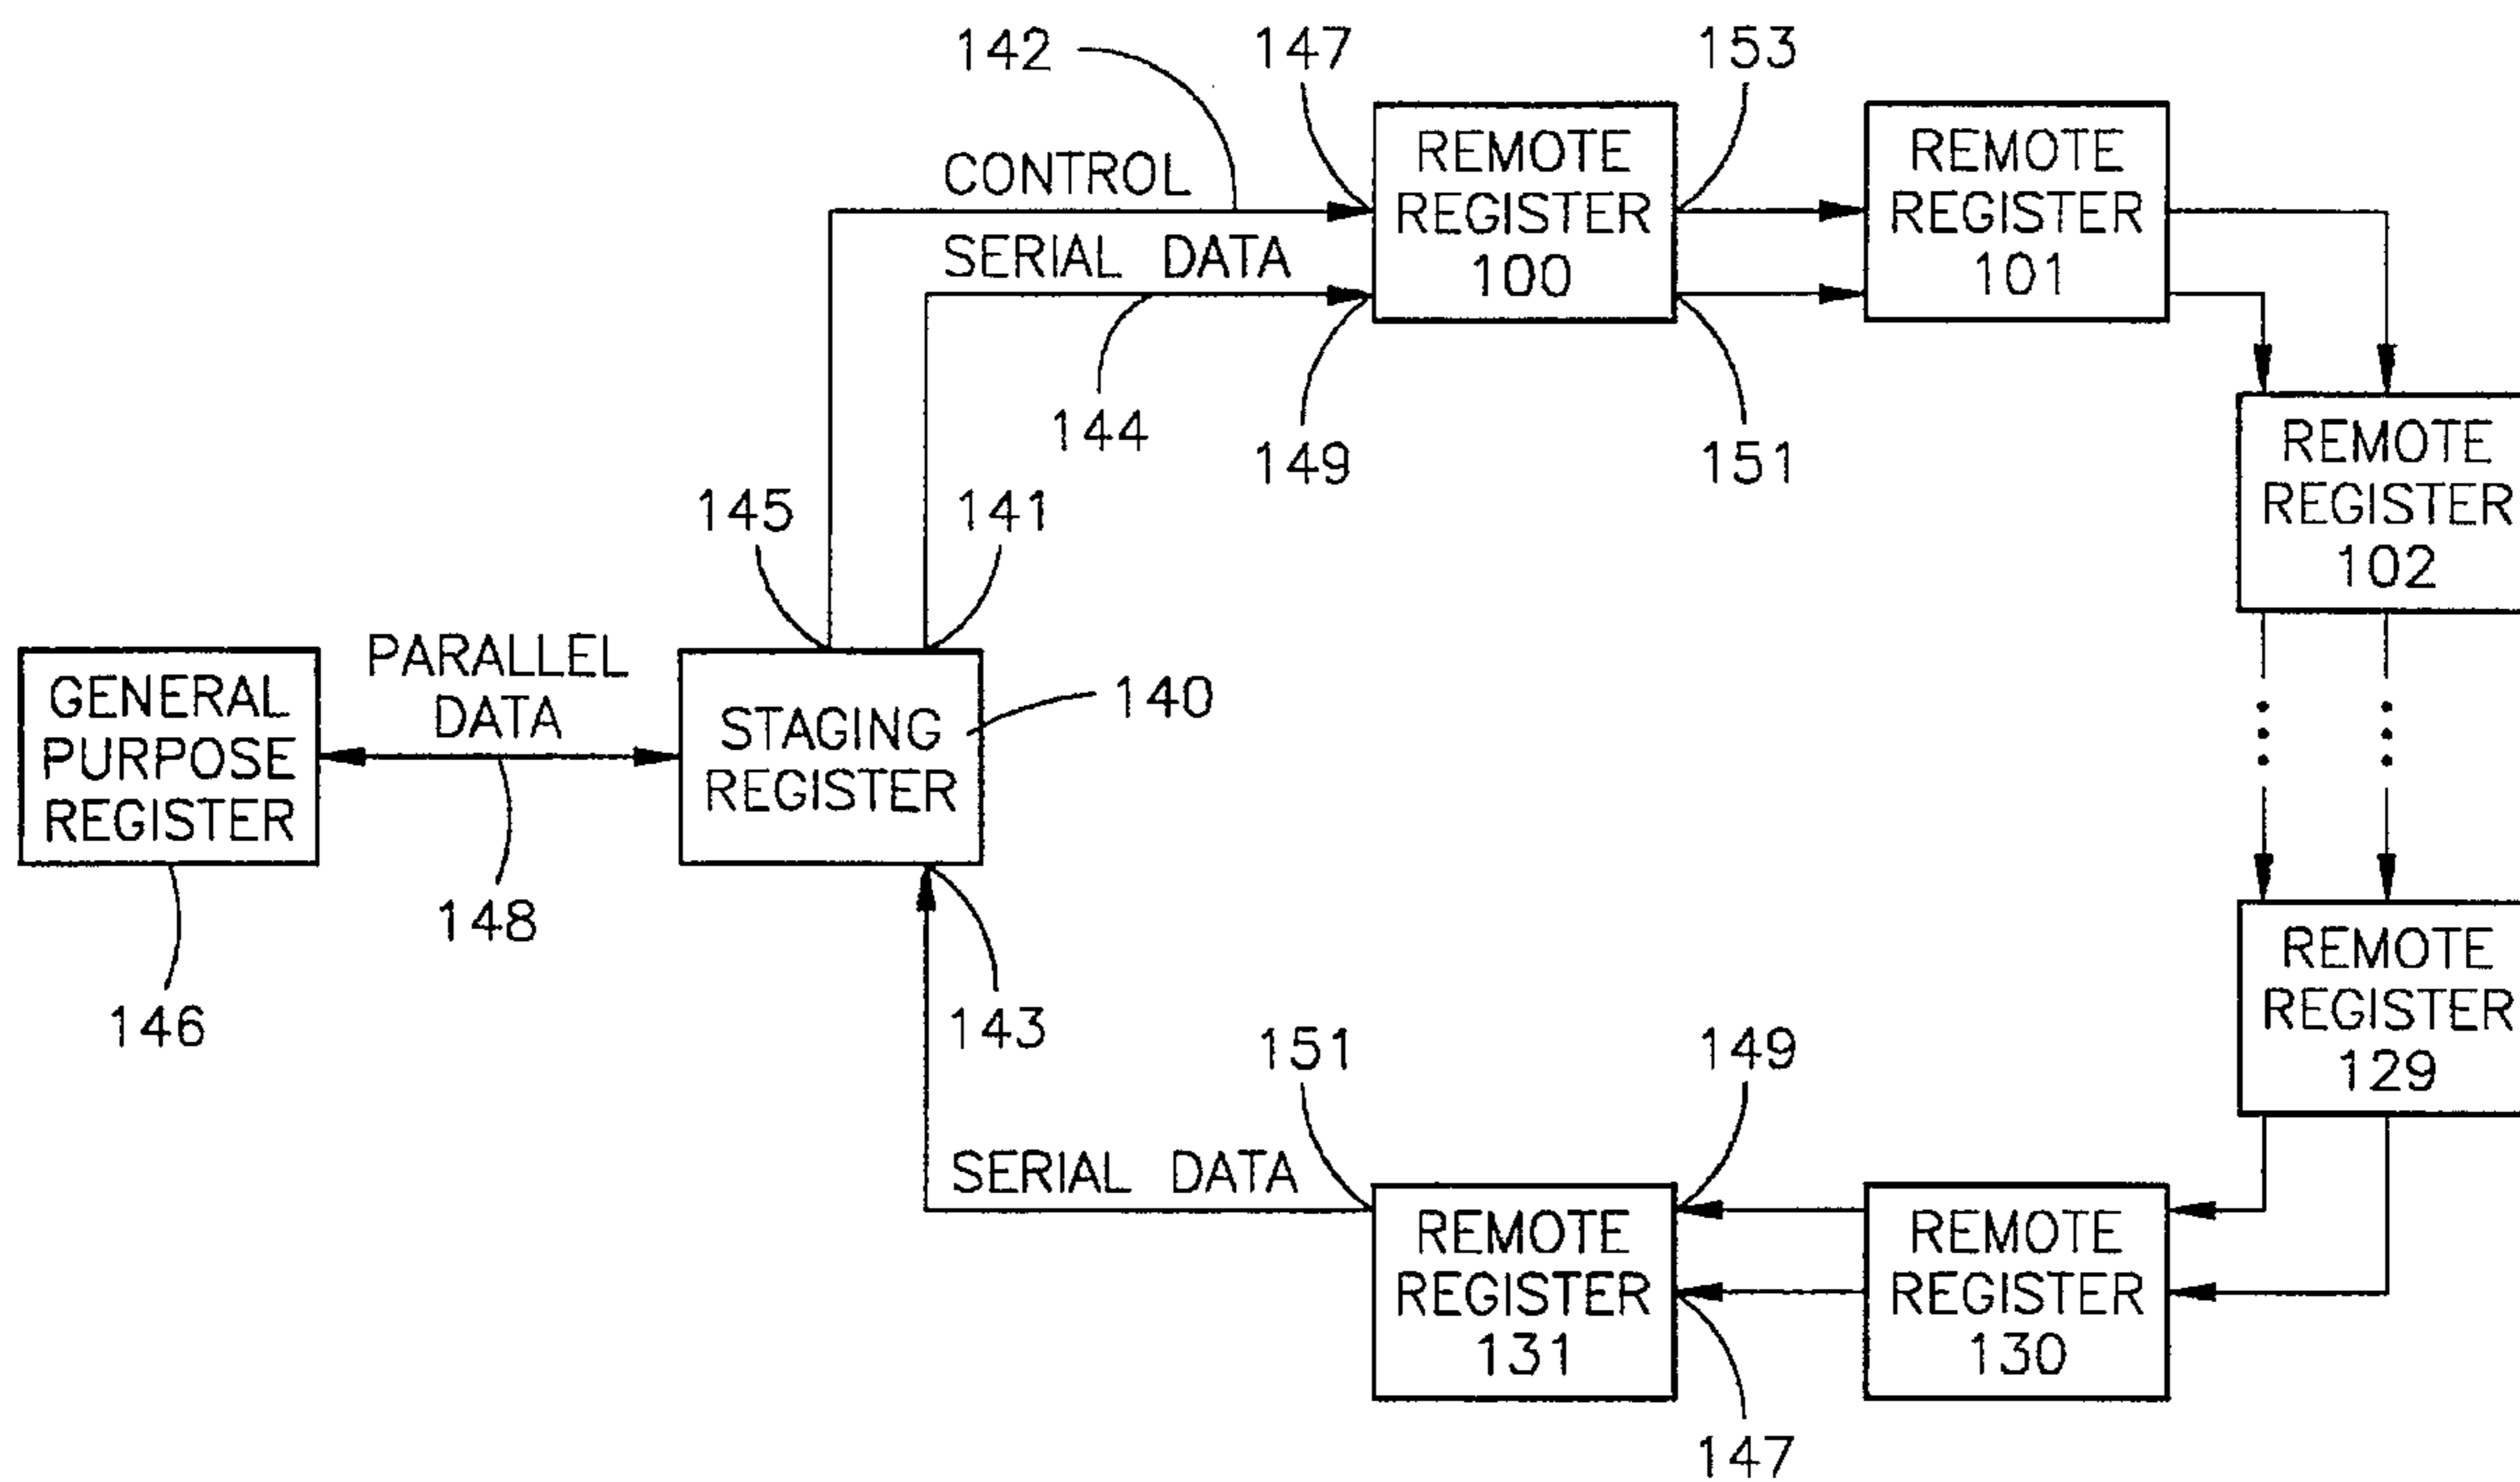 142
147
153
CONTROL
SERIAL DATA
REMOTE
REGISTER
100
REMOTE
REGISTER
101
144
149
151
REMOTE
REGISTER
102
145
141
GENERAL
PURPOSE
REGISTER
PARALLEL
DATA
STAGING
REGISTER
140
148
146
143
REMOTE
REGISTER
129
151
149
SERIAL DATA
REMOTE
REGISTER
131
REMOTE
REGISTER
130
147